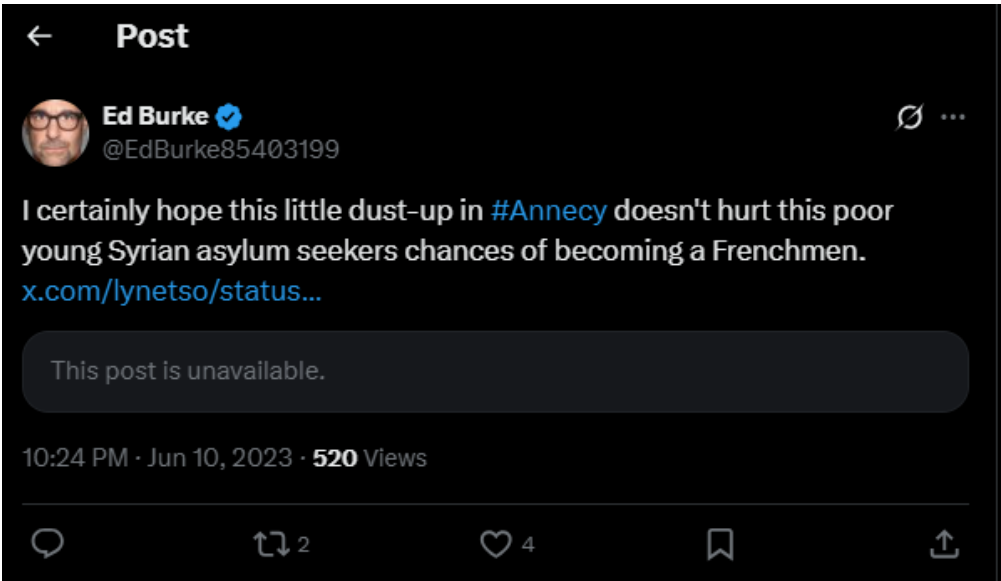 Post
Ed Burke
@EdBurke85403199
I certainly hope this little dust-up in #Annecy doesn't hurt this poor
young Syrian asylum seekers chances of becoming a Frenchmen.
x.com/lynetso/status...
This post is unavailable.
10:24 PM · Jun 10, 2023 · 520 Views
2 4